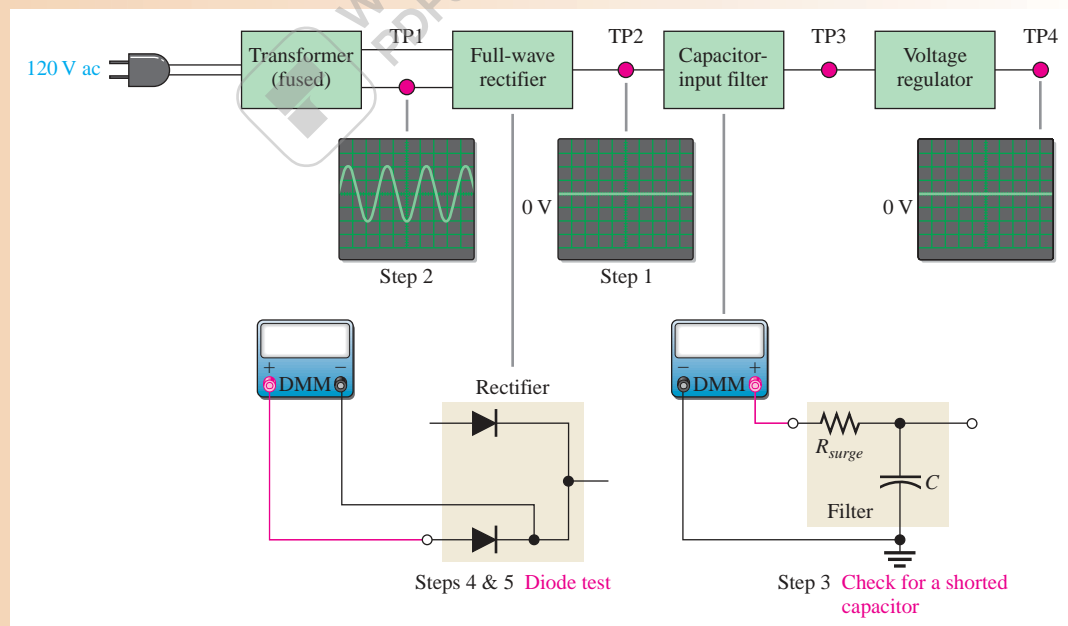 120 V ac
Transformer
(fused)
TP1
Full-wave
rectifier
TP2
Capacitor-
input filter
TP3
Voltage
regulator
TP4
Step 2
0 V
Step 1
0 V
+ −
DMM
Rectifier
Steps 4 & 5 Diode test
− +
DMM
R surge
C
Filter
Step 3 Check for a shorted
capacitor